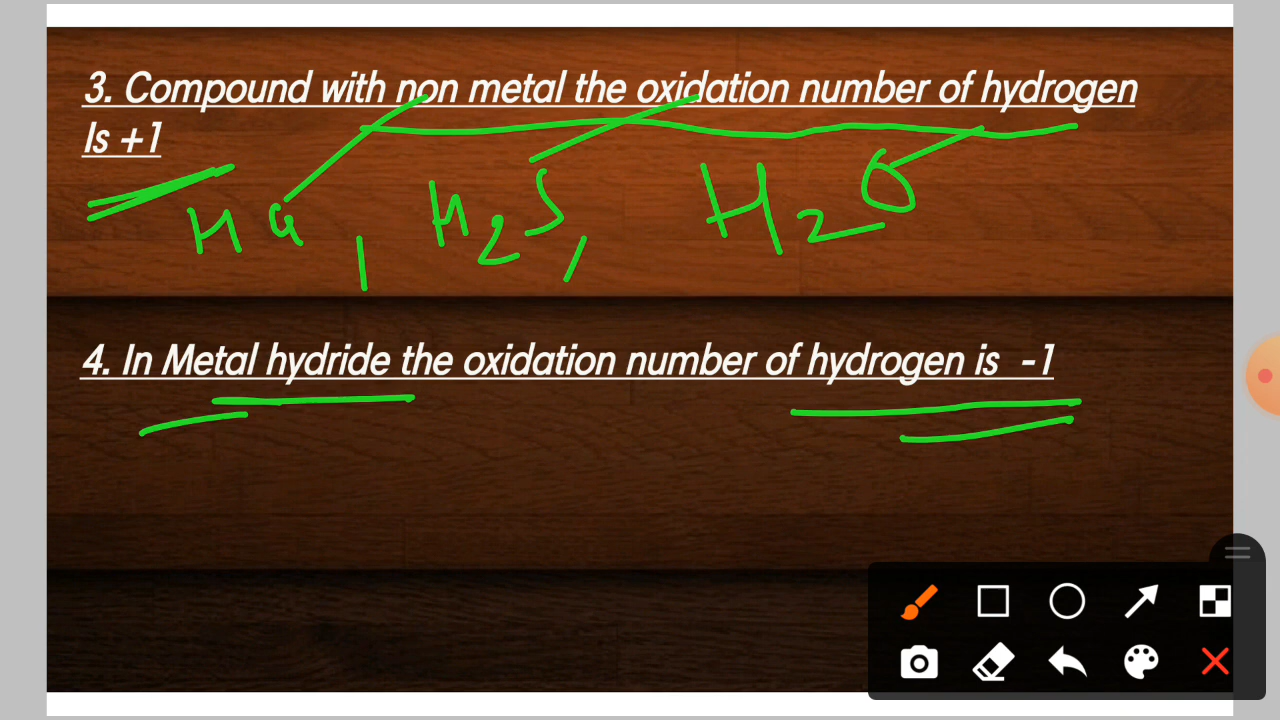 3. Compound with non metal the oxidation number of hydrogen
Is +1
HCl, H2S, H2O
4. In Metal hydride the oxidation number of hydrogen is -1